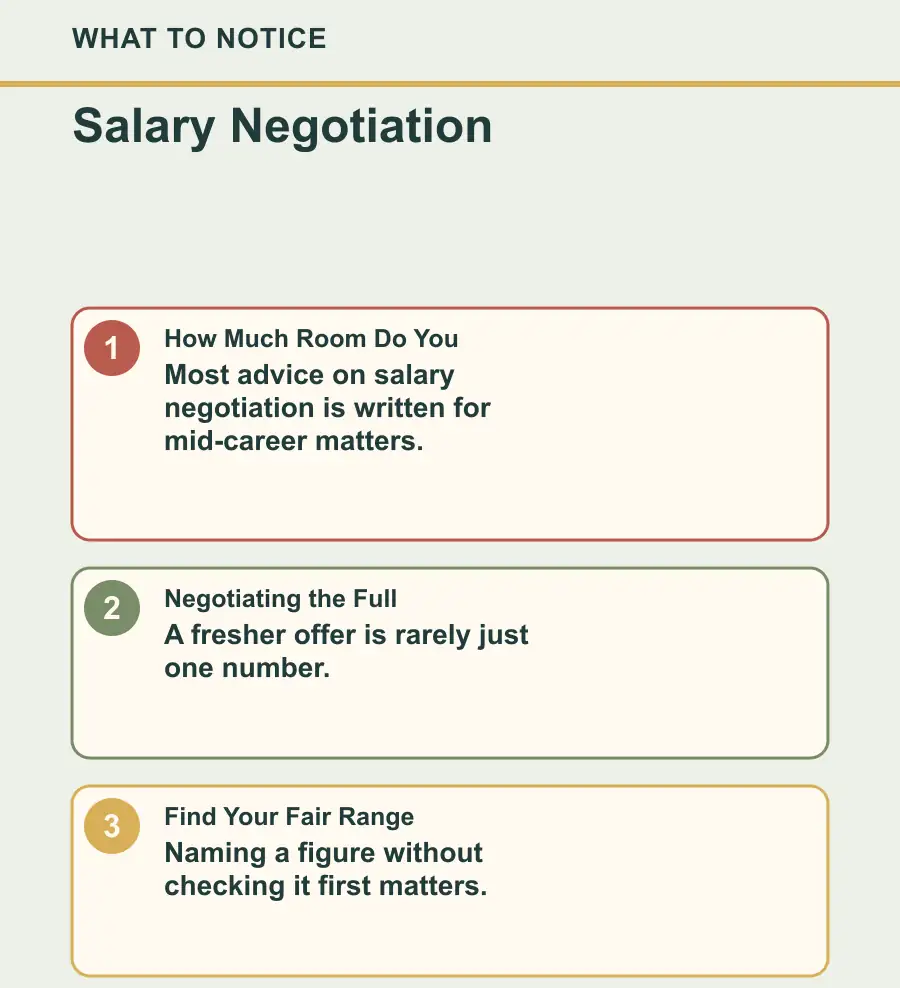 WHAT TO NOTICE
Salary Negotiation
1
How Much Room Do You
Most advice on salary
negotiation is written for
mid-career matters.
2
Negotiating the Full
A fresher offer is rarely just
one number.
3
Find Your Fair Range
Naming a figure without
checking it first matters.